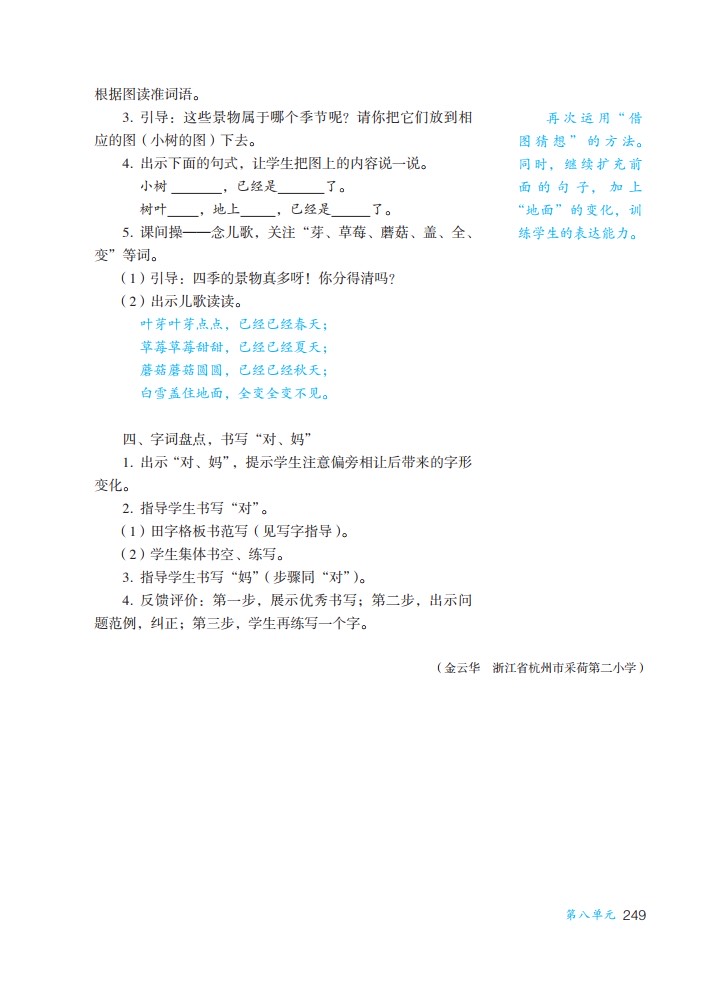 根据图读准词语。
3. 引导：这些景物属于哪个季节呢？请你把它们放到相
应的图（小树的图）下去。
4. 出示下面的句式，让学生把图上的内容说一说。
小树 _______，已经是_______了。
树叶_____，地上_____，已经是______了。
5. 课间操——念儿歌，关注“芽、草莓、蘑菇、盖、全、
变”等词。
（1）引导：四季的景物真多呀！你分得清吗？
（2）出示儿歌读读。
叶芽叶芽点点，已经已经春天；
草莓草莓甜甜，已经已经夏天；
蘑菇蘑菇圆圆，已经已经秋天；
白雪盖住地面，全变全变不见。
四、字词盘点，书写“对、妈”
1. 出示“对、妈”，提示学生注意偏旁相让后带来的字形
变化。
2. 指导学生书写“对”。
（1）田字格板书范写（见写字指导）。
（2）学生集体书空、练写。
3. 指导学生书写“妈”（步骤同“对”）。
4. 反馈评价：第一步，展示优秀书写；第二步，出示问
题范例，纠正；第三步，学生再练写一个字。
（金云华　浙江省杭州市采荷第二小学）
再次运用“借
图猜想”的方法。
同时，继续扩充前
面的句子，加上
“地面”的变化，训
练学生的表达能力。
第八单元 249